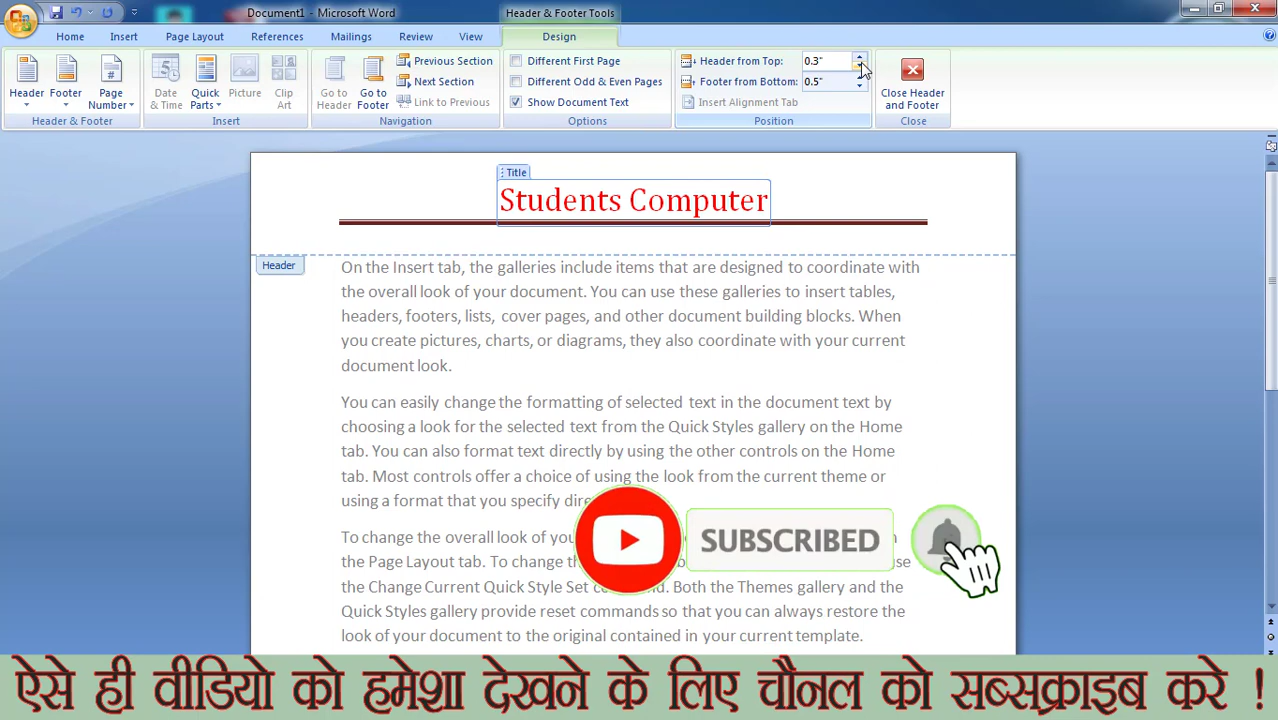 Document1 - Microsoft Word
Header & Footer Tools
Home
Insert
Page Layout
References
Mailings
Review
View
Design
Header
Footer
Page Number
Header & Footer
Date & Time
Quick Parts
Picture
Clip Art
Insert
Go to Header
Go to Footer
Previous Section
Next Section
Link to Previous
Navigation
Different First Page
Different Odd & Even Pages
Show Document Text
Options
Header from Top: 0.3"
Footer from Bottom: 0.5"
Insert Alignment Tab
Position
Close Header and Footer
Close
Title
Students Computer
Header
On the Insert tab, the galleries include items that are designed to coordinate with
the overall look of your document. You can use these galleries to insert tables,
headers, footers, lists, cover pages, and other document building blocks. When
you create pictures, charts, or diagrams, they also coordinate with your current
document look.
You can easily change the formatting of selected text in the document text by
choosing a look for the selected text from the Quick Styles gallery on the Home
tab. You can also format text directly by using the other controls on the Home
tab. Most controls offer a choice of using the look from the current theme or
using a format that you specify
To change the overall look of
the Page Layout tab. To change
the Change Current Quick Style Set Both the Themes gallery and the
Quick Styles gallery provide reset commands so that you can always restore the
look of your document to the original contained in your current template.
SUBSCRIBED
ऐसे ही वीडियो को हमेशा देखने के लिए चौनल को सब्सक्राइब करे !